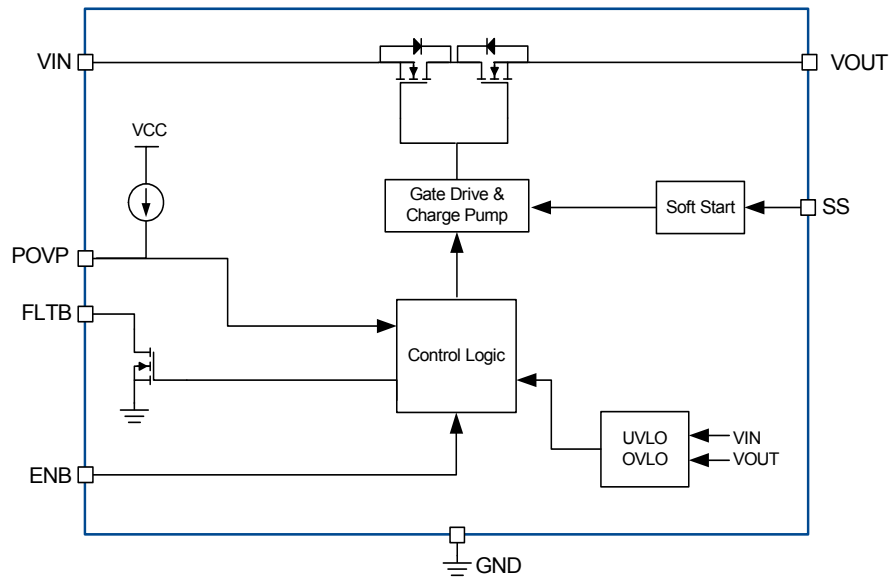 VIN
VOUT
VCC
Gate Drive &
Charge Pump
Soft Start
SS
POVP
FLTB
Control Logic
UVLO
OVLO
VIN
VOUT
ENB
GND